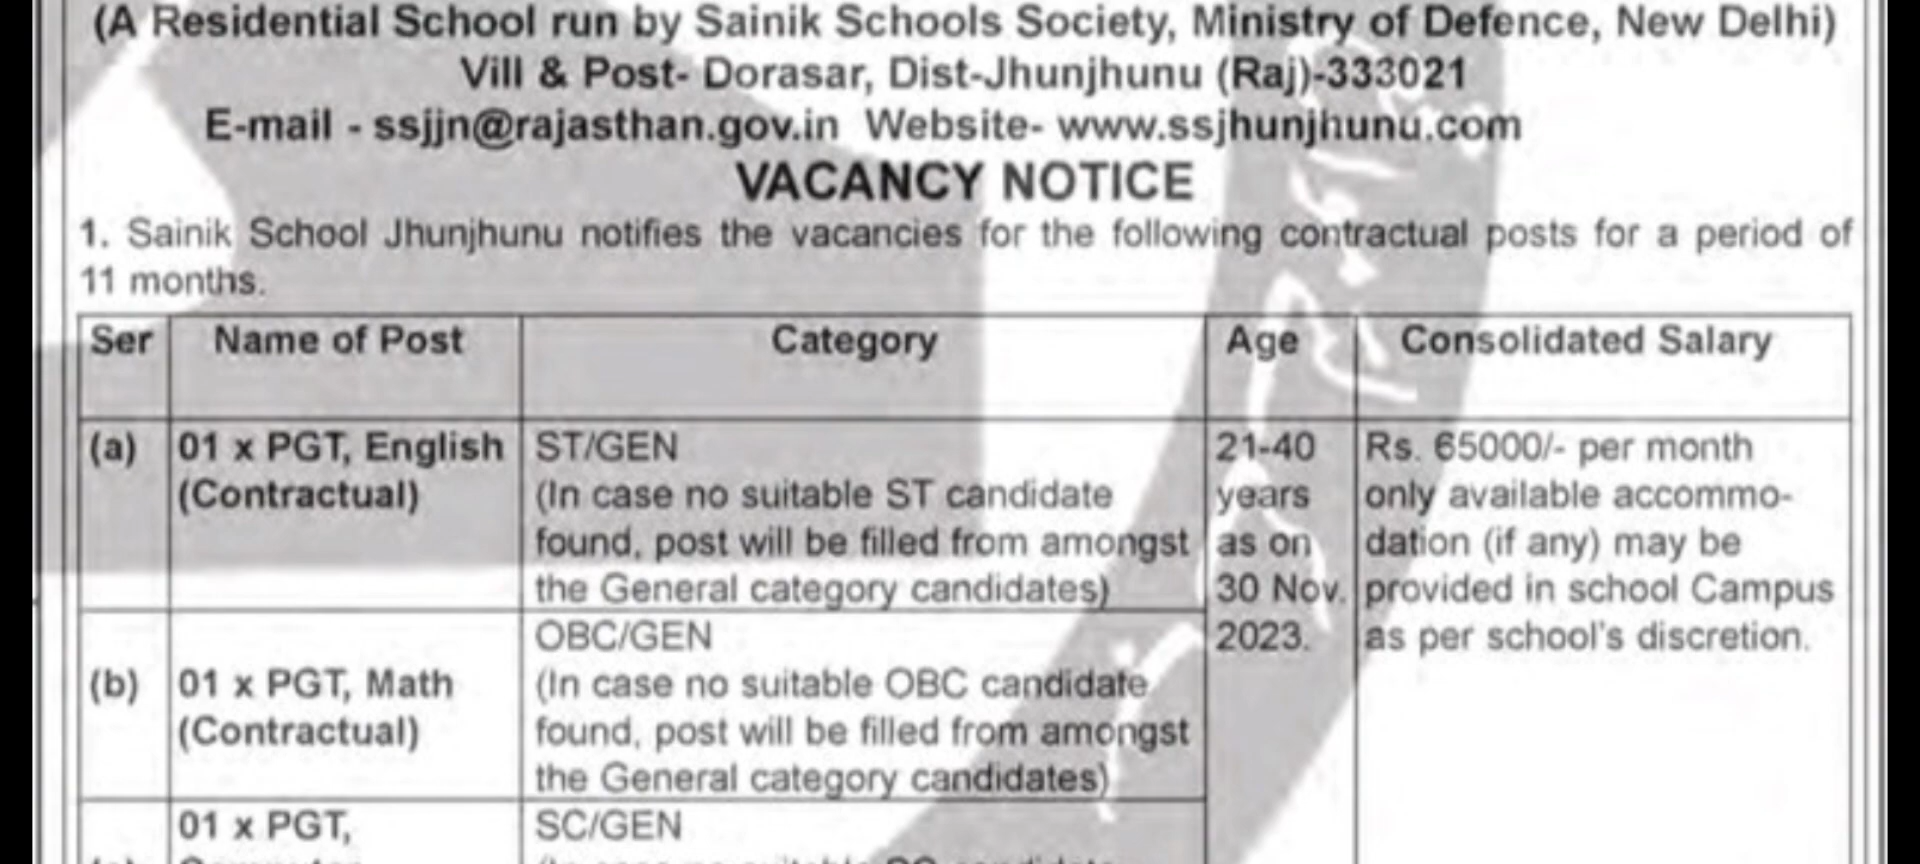 (A Residential School run by Sainik Schools Society, Ministry of Defence, New Delhi)
Vill & Post- Dorasar, Dist-Jhunjhunu (Raj)-333021
E-mail - ssjjn@rajasthan.gov.in Website- www.ssjhunjhunu.com
VACANCY NOTICE
1. Sainik School Jhunjhunu notifies the vacancies for the following contractual posts for a period of
11 months.
Ser Name of Post Category Age Consolidated Salary
(a) 01 x PGT, English
(Contractual)
ST/GEN
(In case no suitable ST candidate
found, post will be filled from amongst
the General category candidates)
21-40
years
as on
30 Nov.
2023.
Rs. 65000/- per month
only available accommo-
dation (if any) may be
provided in school Campus
as per school's discretion.
(b) 01 x PGT, Math
(Contractual)
OBC/GEN
(In case no suitable OBC candidate
found, post will be filled from amongst
the General category candidates)
01 x PGT,
SC/GEN